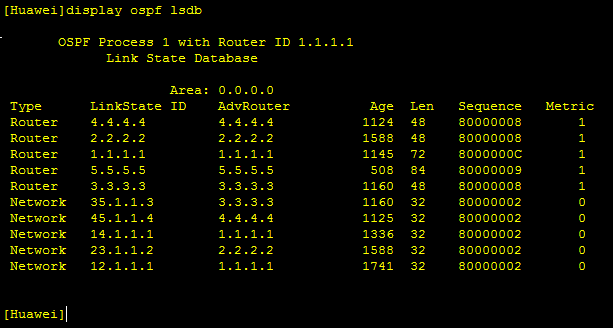 [Huawei]display ospf lsdb
OSPF Process 1 with Router ID 1.1.1.1
Link State Database
Area: 0.0.0.0
Type LinkState ID AdvRouter Age Len Sequence Metric
Router 4.4.4.4 4.4.4.4 1124 48 80000008 1
Router 2.2.2.2 2.2.2.2 1588 48 80000008 1
Router 1.1.1.1 1.1.1.1 1145 72 8000000C 1
Router 5.5.5.5 5.5.5.5 508 84 80000009 1
Router 3.3.3.3 3.3.3.3 1160 48 80000008 1
Network 35.1.1.3 3.3.3.3 1160 32 80000002 0
Network 45.1.1.4 4.4.4.4 1125 32 80000002 0
Network 14.1.1.1 1.1.1.1 1336 32 80000002 0
Network 23.1.1.2 2.2.2.2 1588 32 80000002 0
Network 12.1.1.1 1.1.1.1 1741 32 80000002 0
[Huawei]